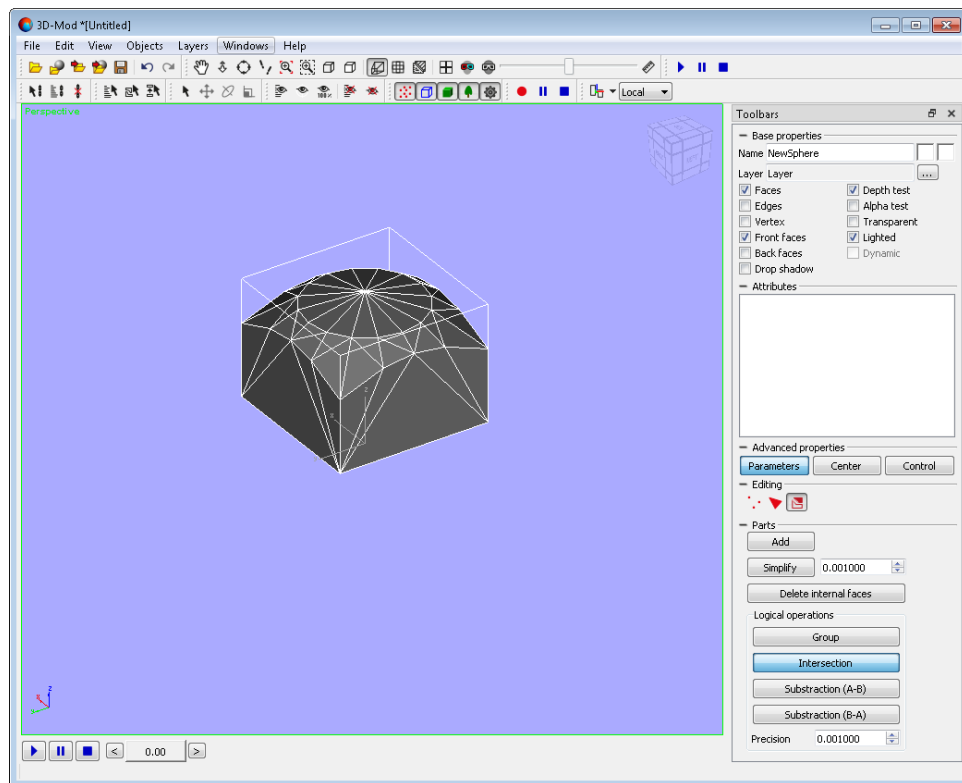 3D-Mod *[Untitled]
File Edit View Objects Layers Windows Help
100%
Local
Perspective
Toolbars
Base properties
Name NewSphere
Layer Layer ...
Faces Depth test
Edges Alpha test
Vertex Transparent
Front faces Lighted
Back faces Dynamic
Drop shadow
Attributes
Advanced properties
Parameters Center Control
Editing
Parts
Add
Simplify 0.001000
Delete internal faces
Logical operations
Group
Intersection
Substraction (A-B)
Substraction (B-A)
Precision 0.001000
z
z
< 0.00 >